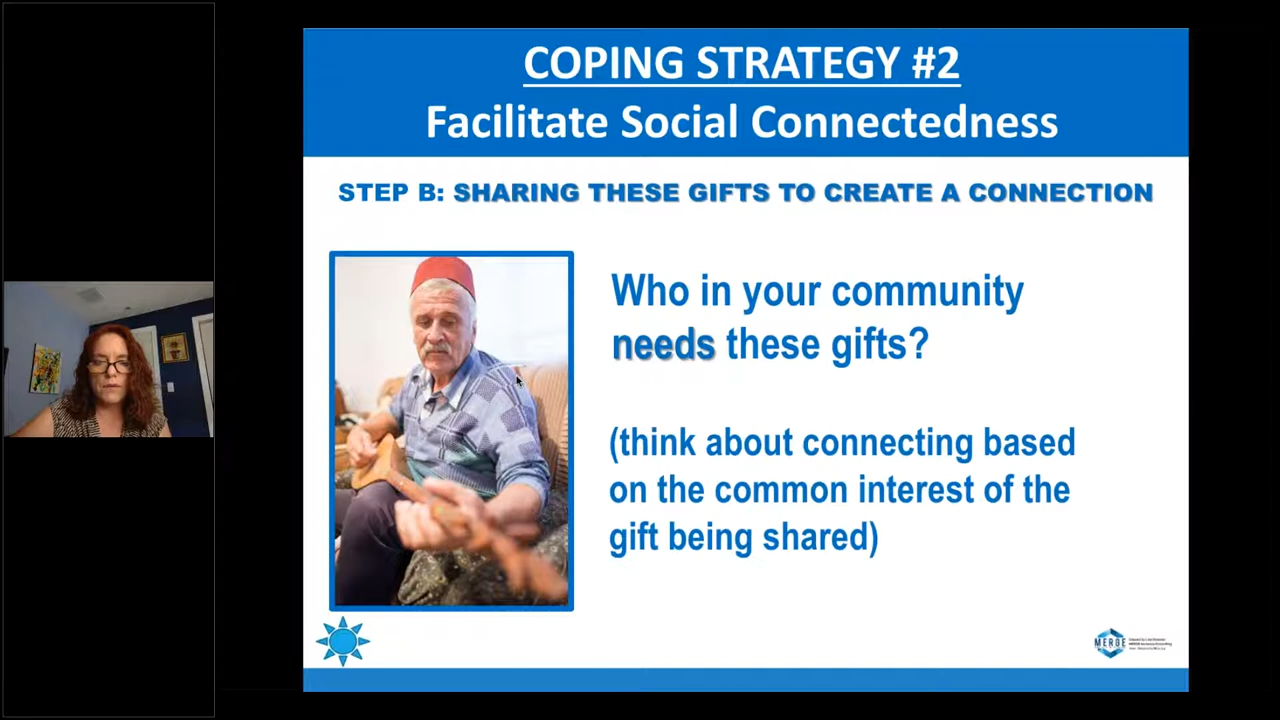 COPING STRATEGY #2
Facilitate Social Connectedness
STEP B: SHARING THESE GIFTS TO CREATE A CONNECTION
Who in your community
needs these gifts?
(think about connecting based
on the common interest of the
gift being shared)
MERGE